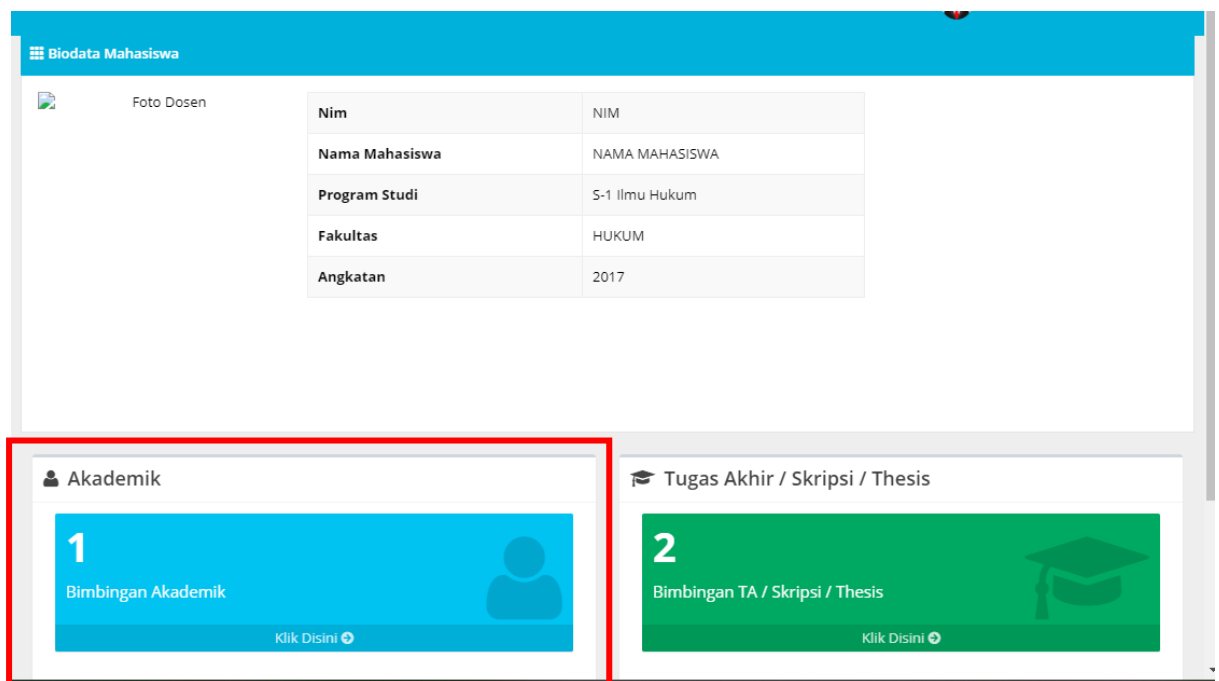 Biodata Mahasiswa
Foto Dosen
Nim NIM
Nama Mahasiswa NAMA MAHASISWA
Program Studi S-1 Ilmu Hukum
Fakultas HUKUM
Angkatan 2017
Akademik
1
Bimbingan Akademik
Klik Disini
Tugas Akhir / Skripsi / Thesis
2
Bimbingan TA / Skripsi / Thesis
Klik Disini